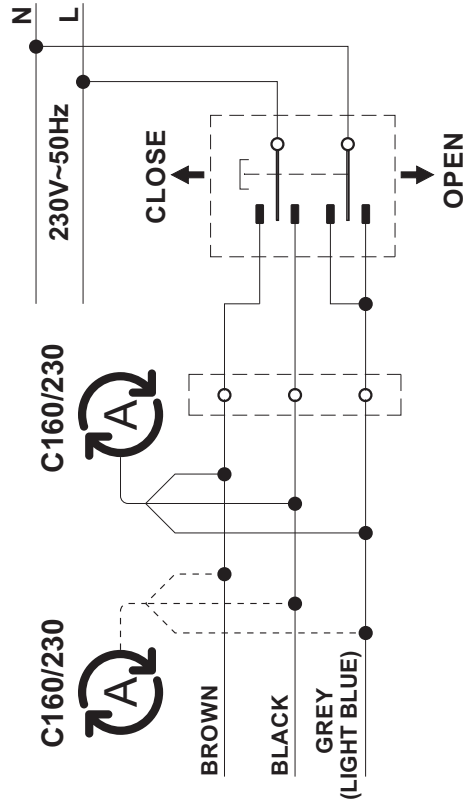 N
L
230V~50Hz
CLOSE
OPEN
C160/230
A
C160/230
A
BROWN
BLACK
GREY
(LIGHT BLUE)